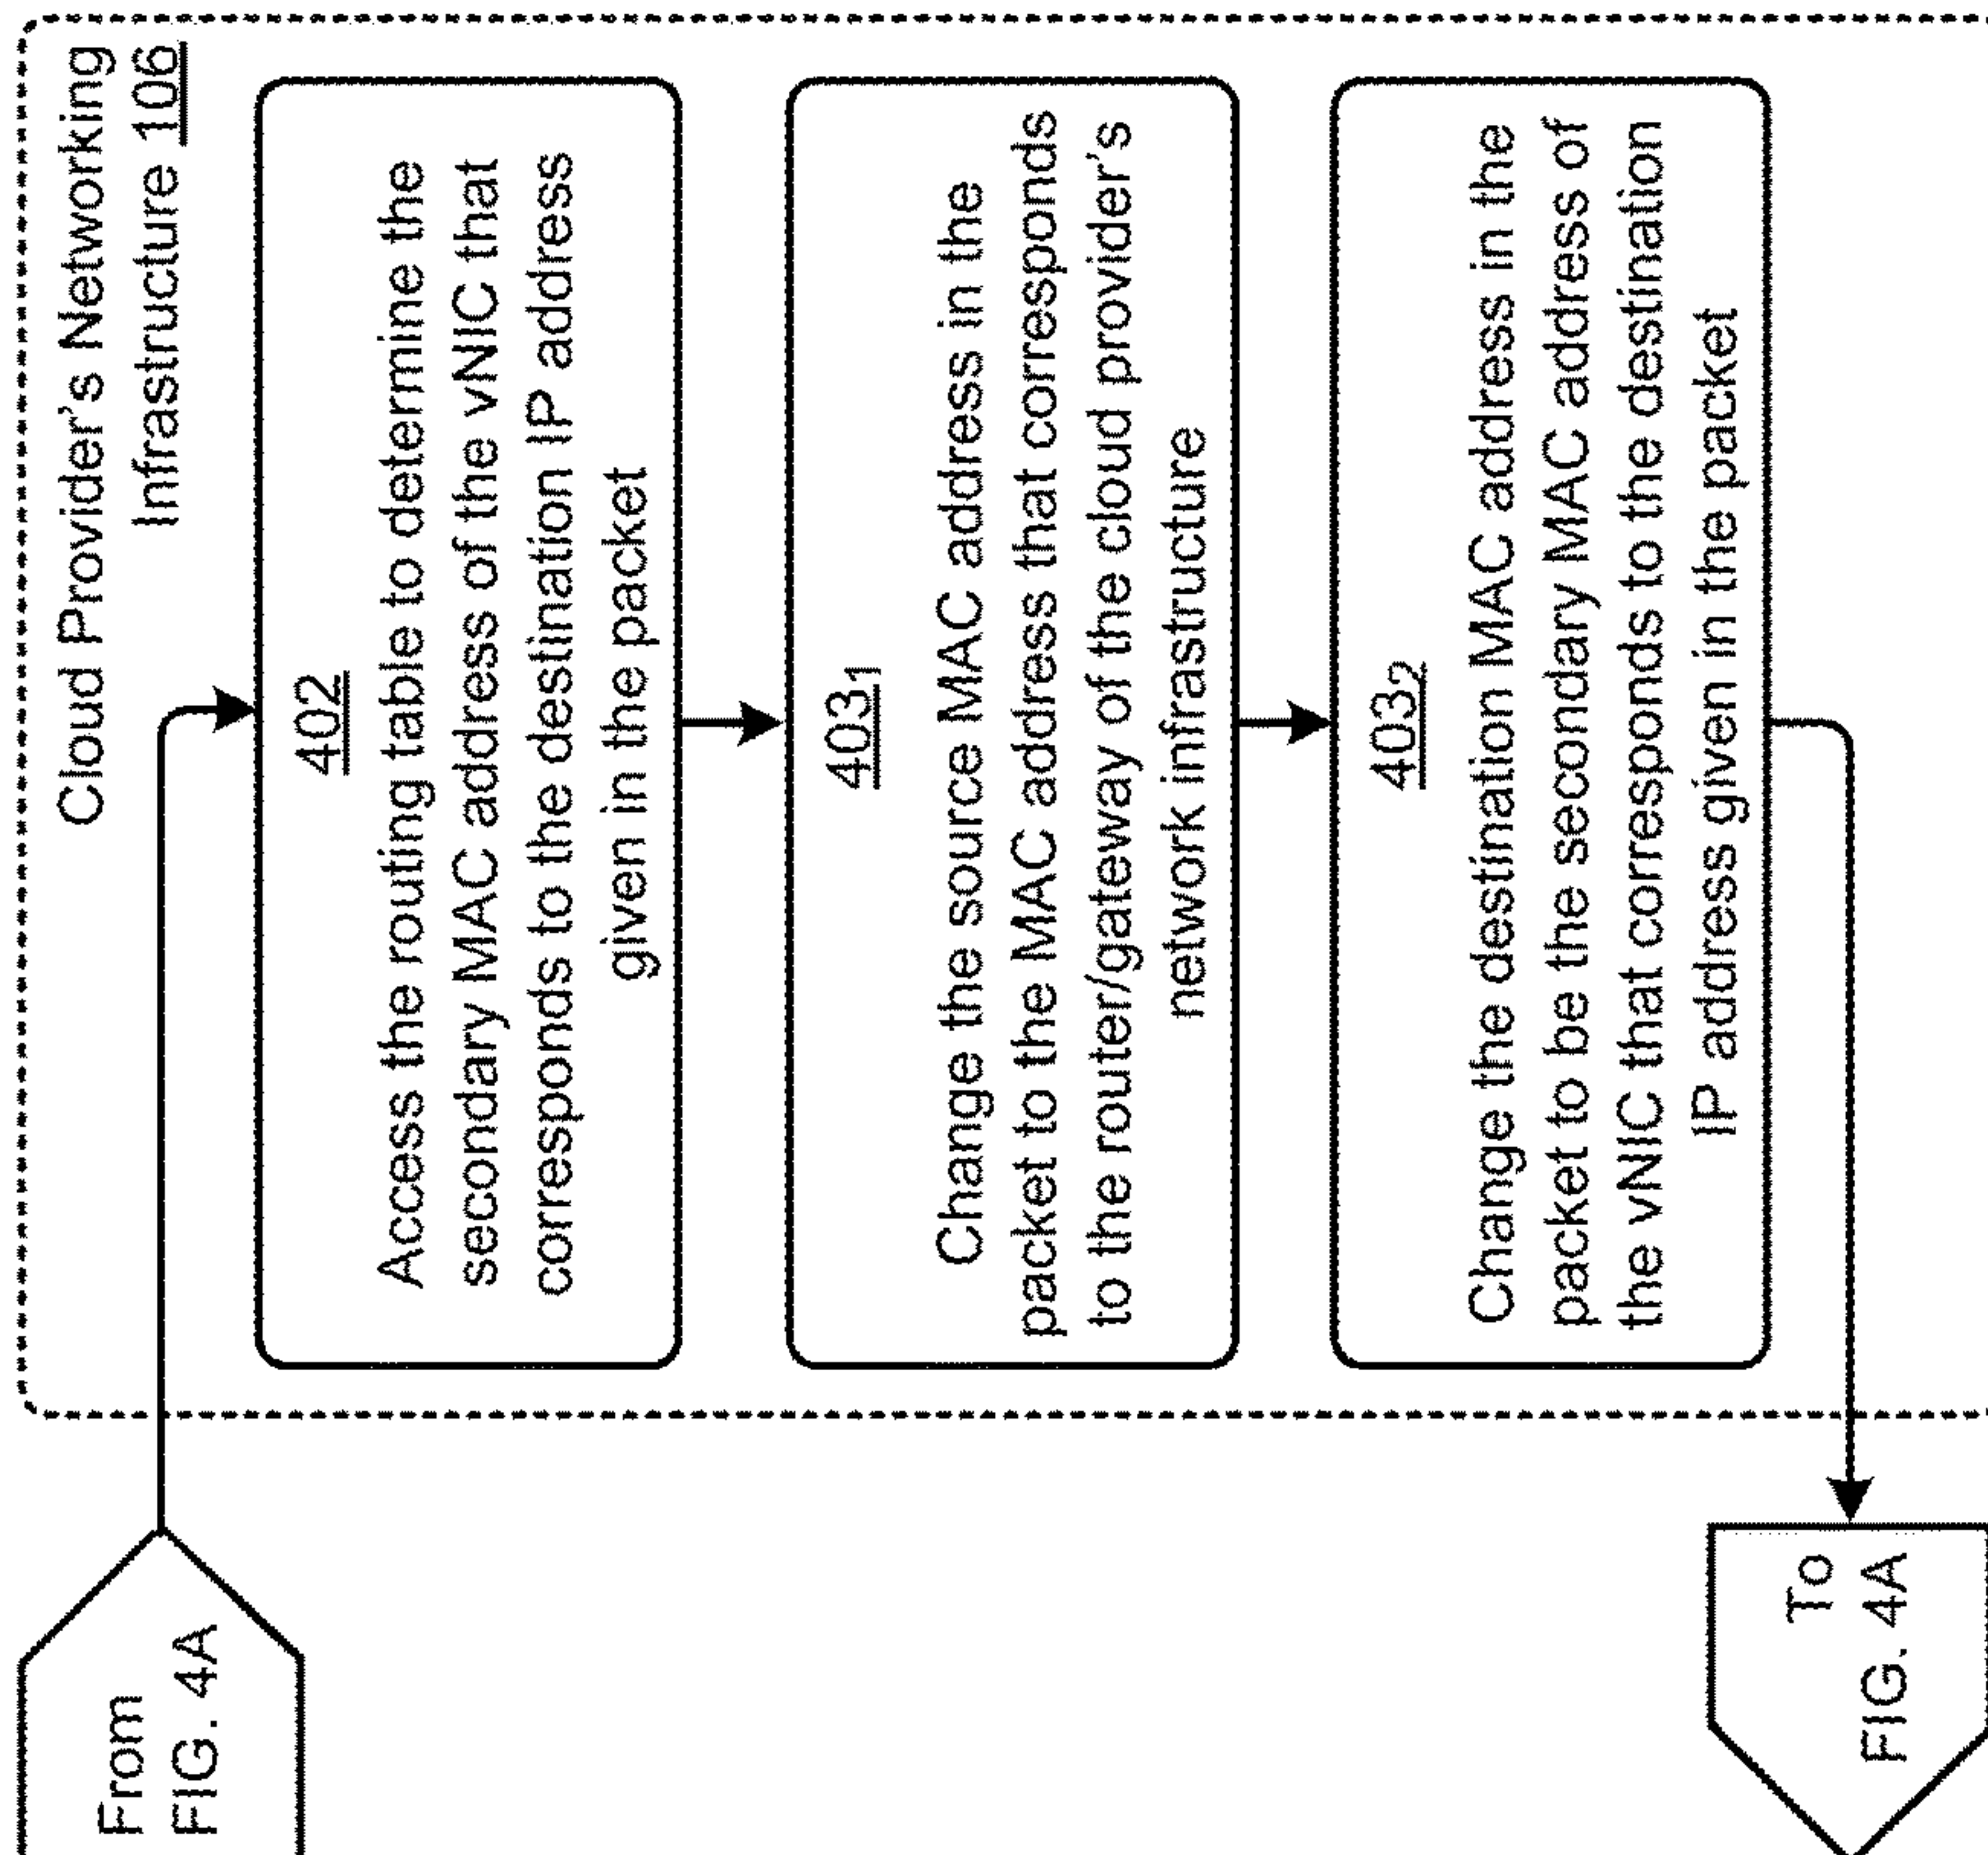 Cloud Provider's Networking
Infrastructure 106
From
FIG. 4A
402
Access the routing table to determine the
secondary MAC address of the vNIC that
corresponds to the destination IP address
given in the packet
403₁
Change the source MAC address in the
packet to the MAC address that corresponds
to the router/gateway of the cloud provider's
network infrastructure
403₂
Change the destination MAC address in the
packet to be the secondary MAC address of
the vNIC that corresponds to the destination
IP address given in the packet
To
FIG. 4A